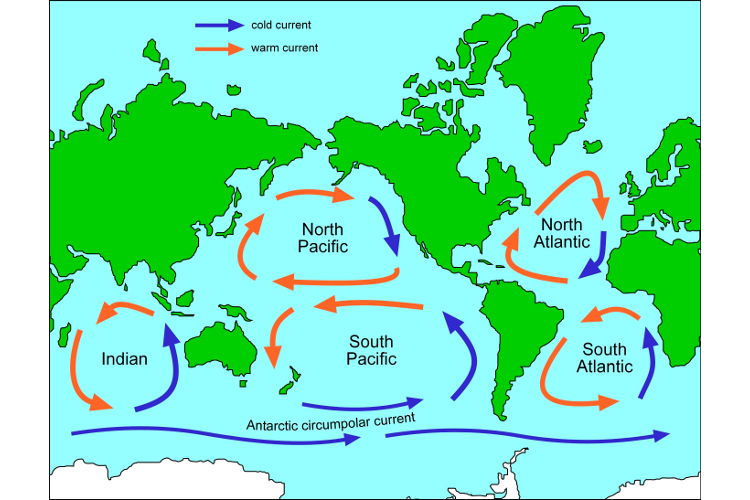 cold current
warm current
North
Pacific
North
Atlantic
Indian
South
Pacific
South
Atlantic
Antarctic circumpolar current